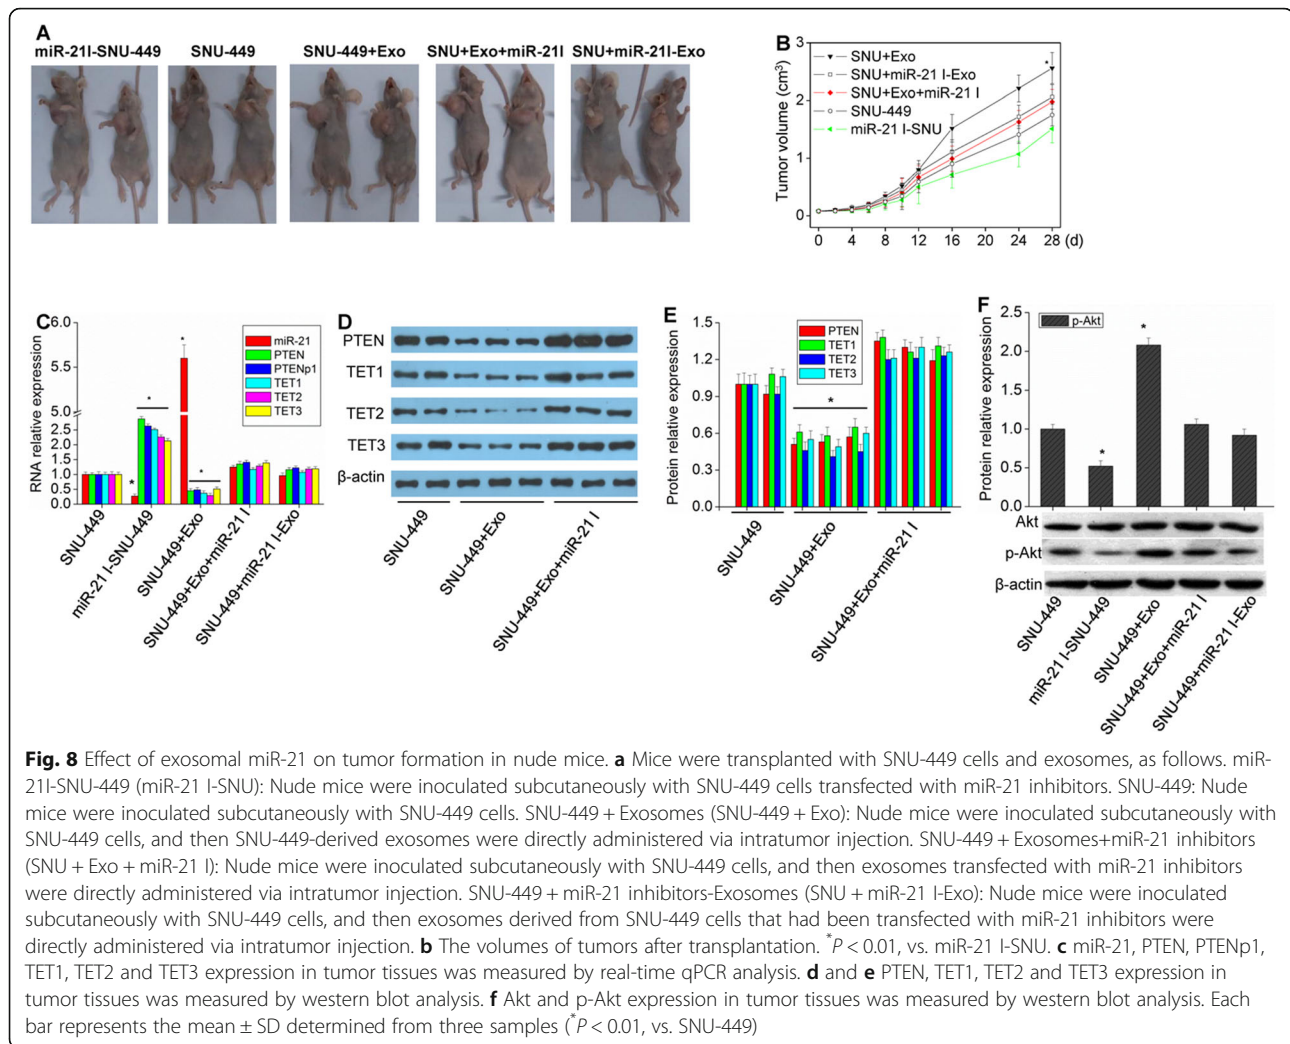 A
miR-21I-SNU-449 SNU-449 SNU-449+Exo SNU+Exo+miR-21I SNU+miR-21I-Exo
B
Tumor volume (cm3)
3
2
1
0
SNU+Exo
SNU+miR-21 I-Exo
SNU+Exo+miR-21 I
SNU-449
miR-21 I-SNU
*
0 4 8 12 16 20 24 28 (d)
C
RNA relative expression
6.0
5.5
5.0
2.5
2.0
1.5
1.0
0.5
0.0
miR-21
PTEN
PTENp1
TET1
TET2
TET3
*
*
*
*
SNU-449
miR-21 I-SNU-449
SNU-449+Exo
SNU-449+Exo+miR-21 I
SNU-449+miR-21 I-Exo
D
PTEN
TET1
TET2
TET3
β-actin
SNU-449
SNU-449+Exo
SNU-449+Exo+miR-21 I
E
Protein relative expression
1.5
1.2
0.9
0.6
0.3
0.0
PTEN
TET1
TET2
TET3
*
SNU-449
SNU-449+Exo
SNU-449+Exo+miR-21 I
F
Protein relative expression
2.5
2.0
1.5
1.0
0.5
0.0
p-Akt
*
*
Akt
p-Akt
β-actin
SNU-449
miR-21 I-SNU-449
SNU-449+Exo
SNU-449+Exo+miR-21 I
SNU-449+miR-21 I-Exo
Fig. 8 Effect of exosomal miR-21 on tumor formation in nude mice. a Mice were transplanted with SNU-449 cells and exosomes, as follows. miR-
21I-SNU-449 (miR-21 I-SNU): Nude mice were inoculated subcutaneously with SNU-449 cells transfected with miR-21 inhibitors. SNU-449: Nude
mice were inoculated subcutaneously with SNU-449 cells. SNU-449 + Exosomes (SNU-449 + Exo): Nude mice were inoculated subcutaneously with
SNU-449 cells, and then SNU-449-derived exosomes were directly administered via intratumor injection. SNU-449 + Exosomes+miR-21 inhibitors
(SNU + Exo + miR-21 I): Nude mice were inoculated subcutaneously with SNU-449 cells, and then exosomes transfected with miR-21 inhibitors
were directly administered via intratumor injection. SNU-449 + miR-21 inhibitors-Exosomes (SNU + miR-21 I-Exo): Nude mice were inoculated
subcutaneously with SNU-449 cells, and then exosomes derived from SNU-449 cells that had been transfected with miR-21 inhibitors were
directly administered via intratumor injection. b The volumes of tumors after transplantation. *P < 0.01, vs. miR-21 I-SNU. c miR-21, PTEN, PTENp1,
TET1, TET2 and TET3 expression in tumor tissues was measured by real-time qPCR analysis. d and e PTEN, TET1, TET2 and TET3 expression in
tumor tissues was measured by western blot analysis. f Akt and p-Akt expression in tumor tissues was measured by western blot analysis. Each
bar represents the mean ± SD determined from three samples (*P < 0.01, vs. SNU-449)